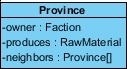 Province
-owner : Faction
-produces : RawMaterial
-neighbors : Province[]